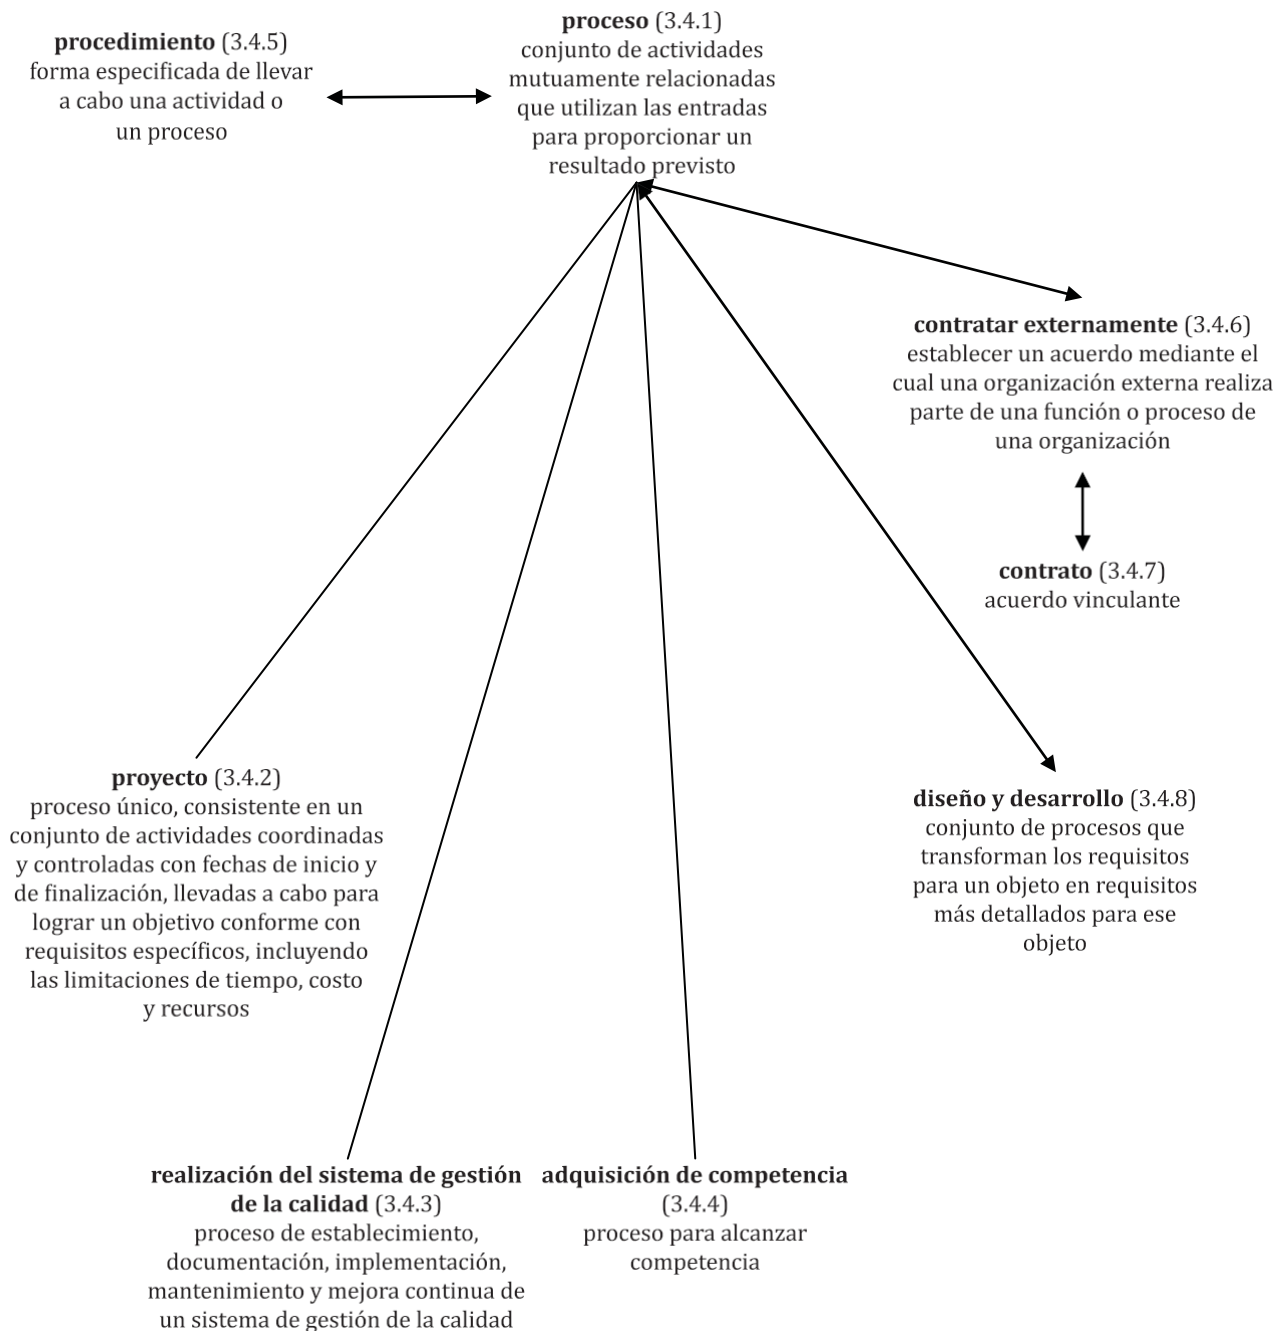 procedimiento (3.4.5)
forma especificada de llevar
a cabo una actividad o
un proceso
proceso (3.4.1)
conjunto de actividades
mutuamente relacionadas
que utilizan las entradas
para proporcionar un
resultado previsto
contratar externamente (3.4.6)
establecer un acuerdo mediante el
cual una organización externa realiza
parte de una función o proceso de
una organización
contrato (3.4.7)
acuerdo vinculante
proyecto (3.4.2)
proceso único, consistente en un
conjunto de actividades coordinadas
y controladas con fechas de inicio y
de finalización, llevadas a cabo para
lograr un objetivo conforme con
requisitos específicos, incluyendo
las limitaciones de tiempo, costo
y recursos
diseño y desarrollo (3.4.8)
conjunto de procesos que
transforman los requisitos
para un objeto en requisitos
más detallados para ese
objeto
realización del sistema de gestión
de la calidad (3.4.3)
proceso de establecimiento,
documentación, implementación,
mantenimiento y mejora continua de
un sistema de gestión de la calidad
adquisición de competencia
(3.4.4)
proceso para alcanzar
competencia